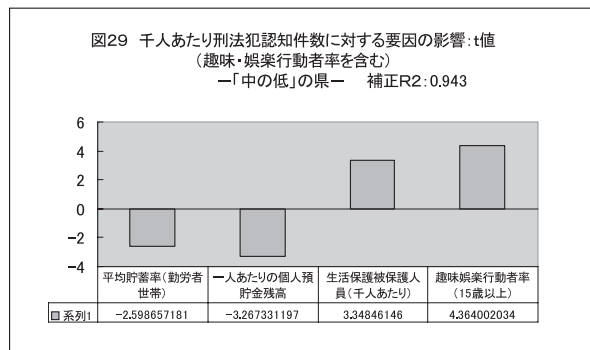 図29 千人あたり刑法犯認知件数に対する要因の影響：t値
（趣味・娯楽行動者率を含む）
ー「中の低」の県ー 補正R2：0.943
6
4
2
0
−2
−4
平均貯蓄率（勤労者
世帯）
一人あたりの個人預
貯金残高
生活保護被保護人
員（千人あたり）
趣味娯楽行動者率
（15歳以上）
系列1 −2.598657181 −3.267331197 3.34846146 4.364002034